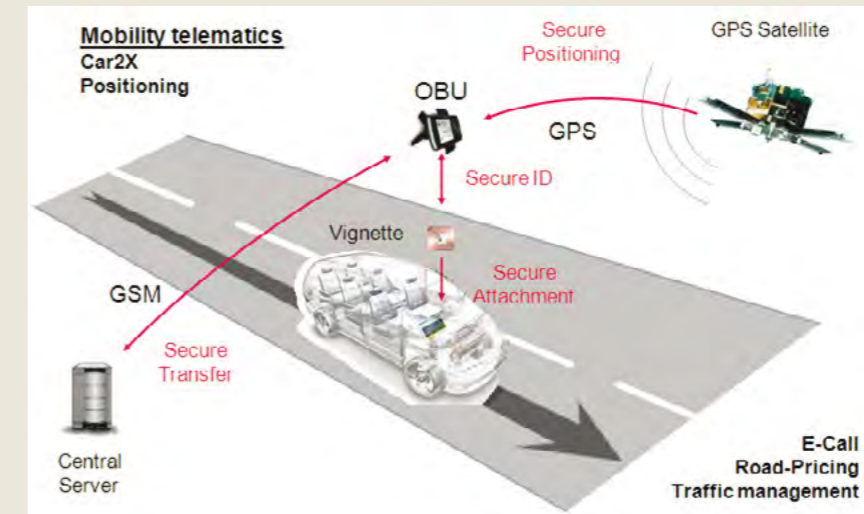 Mobility telematics
Car2X
Positioning
Secure
Positioning
GPS Satellite
OBU
GPS
Secure ID
Vignette
Secure
Attachment
GSM
Secure
Transfer
Central
Server
E-Call
Road-Pricing
Traffic management